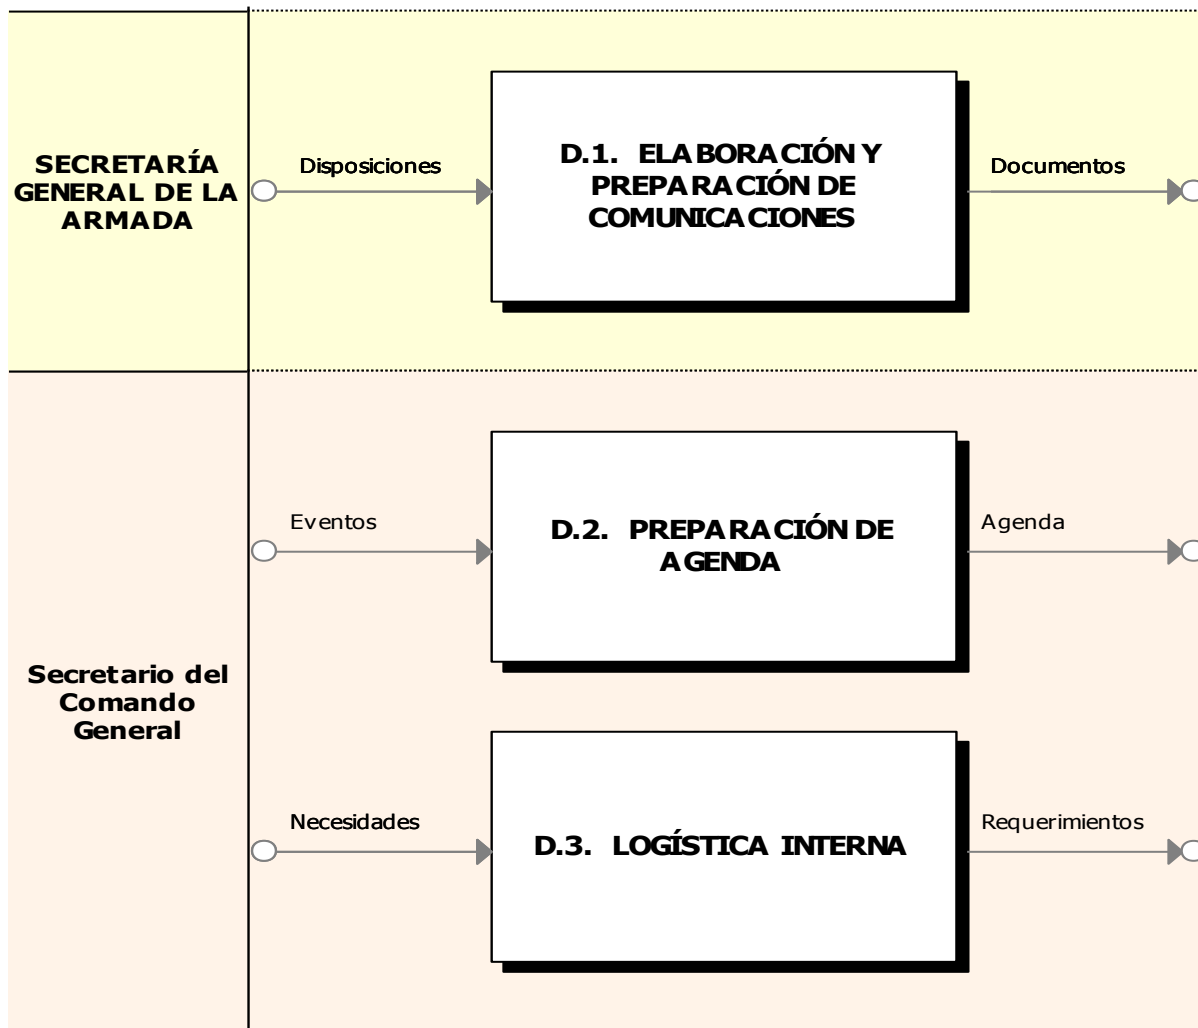 SECRETARÍA
GENERAL DE LA
ARMADA
Disposiciones
D.1. ELABORACIÓN Y
PREPARACIÓN DE
COMUNICACIONES
Documentos
Secretario del
Comando
General
Eventos
D.2. PREPARACIÓN DE
AGENDA
Agenda
Necesidades
D.3. LOGÍSTICA INTERNA
Requerimientos